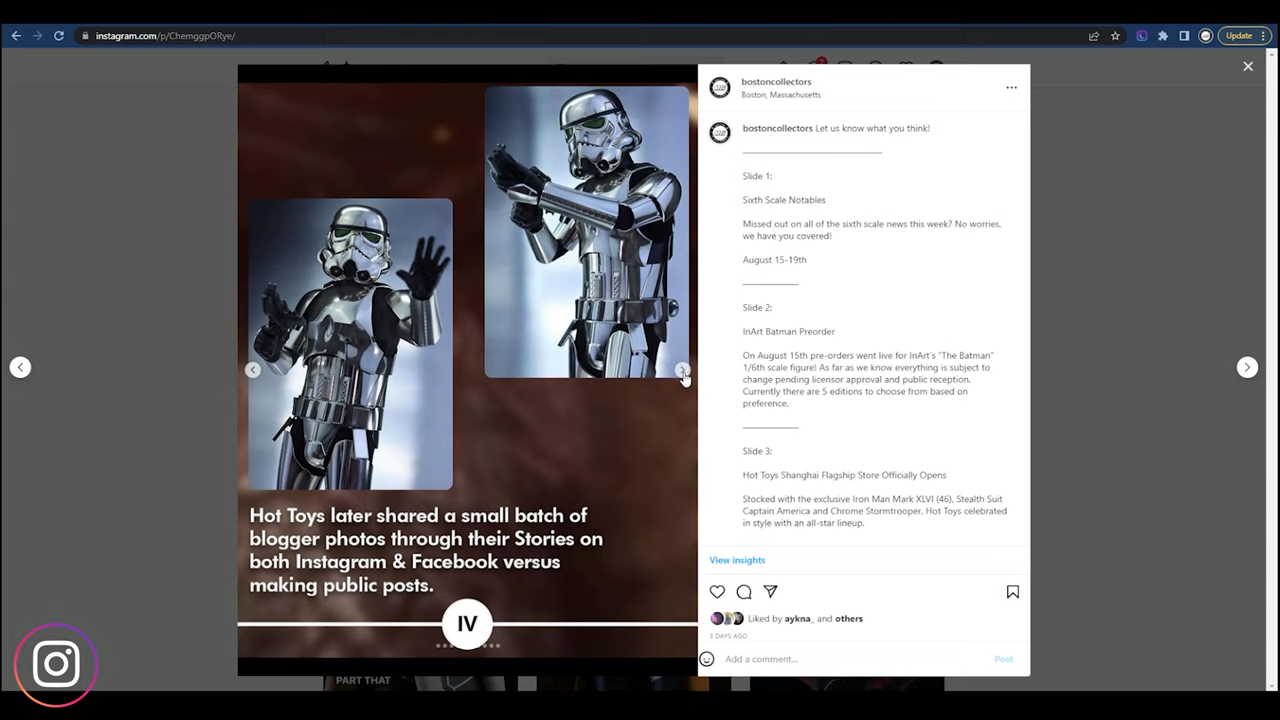 instagram.com/p/ChemggpORye/
Update
bostoncollectors
Boston, Massachusetts
bostoncollectors Let us know what you think!
Slide 1:
Sixth Scale Notables
Missed out on all of the sixth scale news this week? No worries,
we have you covered!
August 15-19th
Slide 2:
InArt Batman Preorder
On August 15th pre-orders went live for InArt's "The Batman"
1/6th scale figure! As far as we know everything is subject to
change pending licensor approval and public reception.
Currently there are 5 editions to choose from based on
preference.
Slide 3:
Hot Toys Shanghai Flagship Store Officially Opens
Stocked with the exclusive Iron Man Mark XLVI (46), Stealth Suit
Captain America and Chrome Stormtrooper. Hot Toys celebrated
in style with an all-star lineup.
Hot Toys later shared a small batch of
blogger photos through their Stories on
both Instagram & Facebook versus
making public posts.
IV
View insights
Liked by aykna_ and others
3 DAYS AGO
Add a comment...
Post
PART THAT